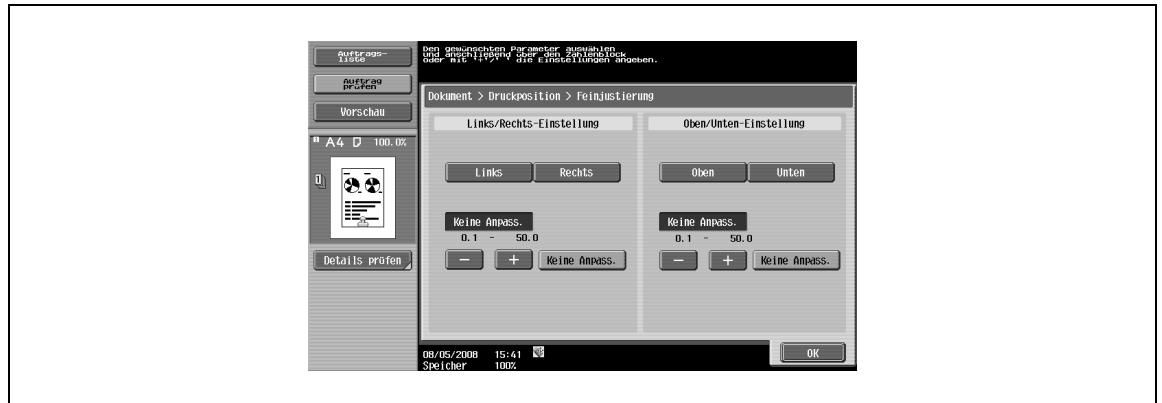 Auftrags-
liste
Auftrag
prüfen
Vorschau
A4 100.0%
1
Details prüfen
Den gewünschten Parameter auswählen
und anschließend über den Zahlenblock
oder mit '+'/'-' die Einstellungen angeben.
Dokument > Druckposition > Feinjustierung
Links/Rechts-Einstellung
Links Rechts
Keine Anpass.
0.1 - 50.0
− + Keine Anpass.
Oben/Unten-Einstellung
Oben Unten
Keine Anpass.
0.1 - 50.0
− + Keine Anpass.
08/05/2008 15:41
Speicher 100%
OK